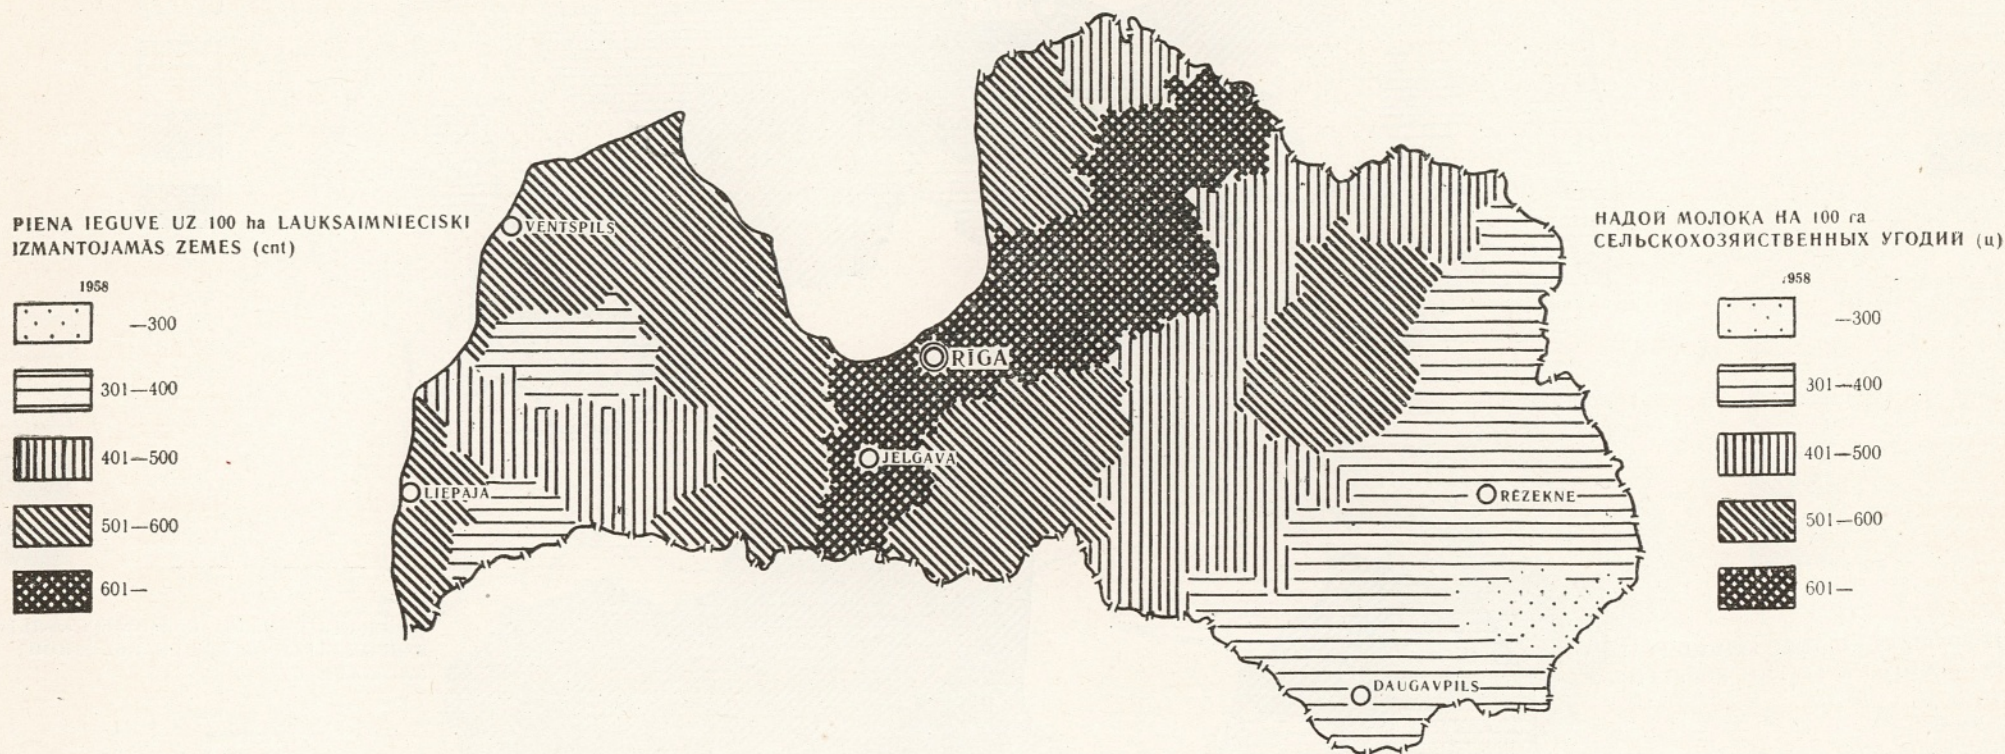 PIENA IEGUVE UZ 100 ha LAUKSAIMNIECISKI
IZMANTOJAMĀS ZEMES (cnt)
1958
—300
301—400
401—500
501—600
601—
VENTSPILS
RĪGA
JELGAVA
LIEPĀJA
RĒZEKNE
DAUGAVPILS
НАДОЙ МОЛОКА НА 100 га
СЕЛЬСКОХОЗЯЙСТВЕННЫХ УГОДИЙ (ц)
1958
—300
301—400
401—500
501—600
601—